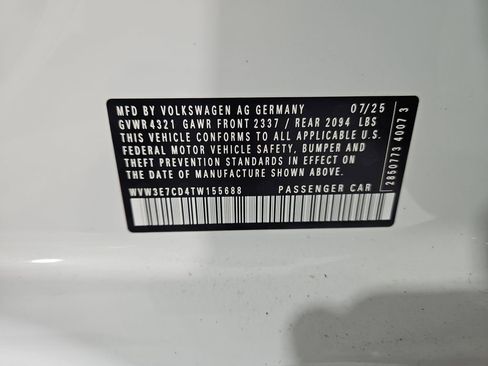 MFD BY VOLKSWAGEN AG GERMANY 07/25
GVWR 4321 GAWR FRONT 2337 / REAR 2094 LBS
THIS VEHICLE CONFORMS TO ALL APPLICABLE U.S.
FEDERAL MOTOR VEHICLE SAFETY, BUMPER AND
THEFT PREVENTION STANDARDS IN EFFECT ON
THE DATE OF MANUFACTURE SHOWN ABOVE.
WVW3E7CD4TW155688 PASSENGER CAR
2850773 4007 3